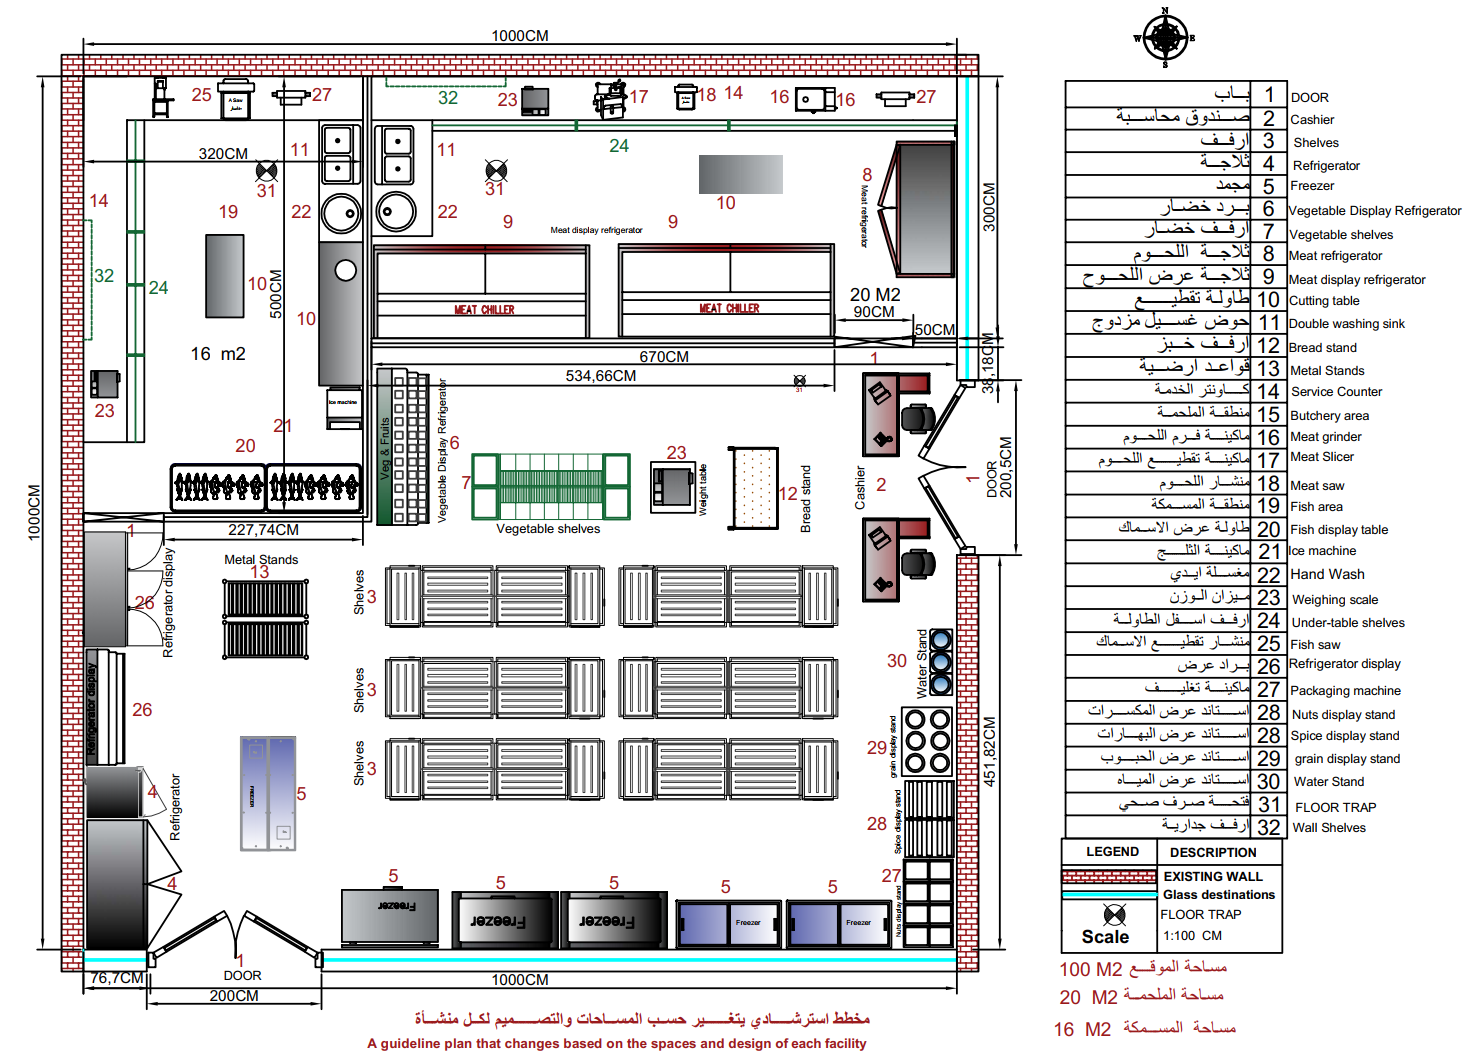 1000CM
N
W E
S
25
A Saw
27
32
23
17
18
14
16
16
27
320CM
11
11
24
31
31
14
19
22
22
9
9
10
8
Meat refrigerator
Meat display refrigerator
300CM
32
24
10
500CM
10
MEAT CHILLER
MEAT CHILLER
20 M2
90CM
50CM
16 m2
1
38,18CM
670CM
534,66CM
31
23
Ice machine
21
20
Veg & Fruits
Vegetable Display Refrigerator
6
7
Vegetable shelves
23
Weight table
12
Bread stand
Cashier
2
1
DOOR
200,5CM
1000CM
227,74CM
1
Metal Stands
13
26
Refrigerator display
Shelves
3
Shelves
3
Shelves
3
Refrigerator display
26
30
Water Stand
29
grain display stand
451,82CM
28
Spice display stand
27
Nuts display stand
4
Refrigerator
4
FREEZER
5
5
Freezer
5
Freezer
5
Freezer
5
Freezer
5
Freezer
1
DOOR
76,7CM
200CM
1000CM
باب 1 DOOR
صندوق محاسبة 2 Cashier
ارفف 3 Shelves
ثلاجة 4 Refrigerator
مجمد 5 Freezer
برد خضار 6 Vegetable Display Refrigerator
ارفف خضار 7 Vegetable shelves
ثلاجة اللحوم 8 Meat refrigerator
ثلاجة عرض اللحوح 9 Meat display refrigerator
طاولة تقطيع 10 Cutting table
حوض غسيل مزدوج 11 Double washing sink
ارفف خبز 12 Bread stand
قواعد ارضية 13 Metal Stands
كاونتر الخدمة 14 Service Counter
منطقة الملحمة 15 Butchery area
ماكينة فرم اللحوم 16 Meat grinder
ماكينة تقطيع اللحوم 17 Meat Slicer
منشار اللحوم 18 Meat saw
منطقة المسمكة 19 Fish area
طاولة عرض الاسماك 20 Fish display table
ماكينة الثلج 21 Ice machine
مغسلة ايدي 22 Hand Wash
ميزان الوزن 23 Weighing scale
ارفف اسفل الطاولة 24 Under-table shelves
منشار تقطيع الاسماك 25 Fish saw
براد عرض 26 Refrigerator display
ماكينة تغليف 27 Packaging machine
استاند عرض المكسرات 28 Nuts display stand
استاند عرض البهارات 28 Spice display stand
استاند عرض الحبوب 29 grain display stand
استاند عرض المياه 30 Water Stand
فتحة صرف صحي 31 FLOOR TRAP
ارفف جدارية 32 Wall Shelves
LEGEND DESCRIPTION
EXISTING WALL
Glass destinations
FLOOR TRAP
Scale 1:100 CM
مساحة الموقع 100 M2
مساحة الملحمة 20 M2
مساحة المسمكة 16 M2
مخطط استرشادي يتغير حسب المساحات والتصميم لكل منشأة
A guideline plan that changes based on the spaces and design of each facility